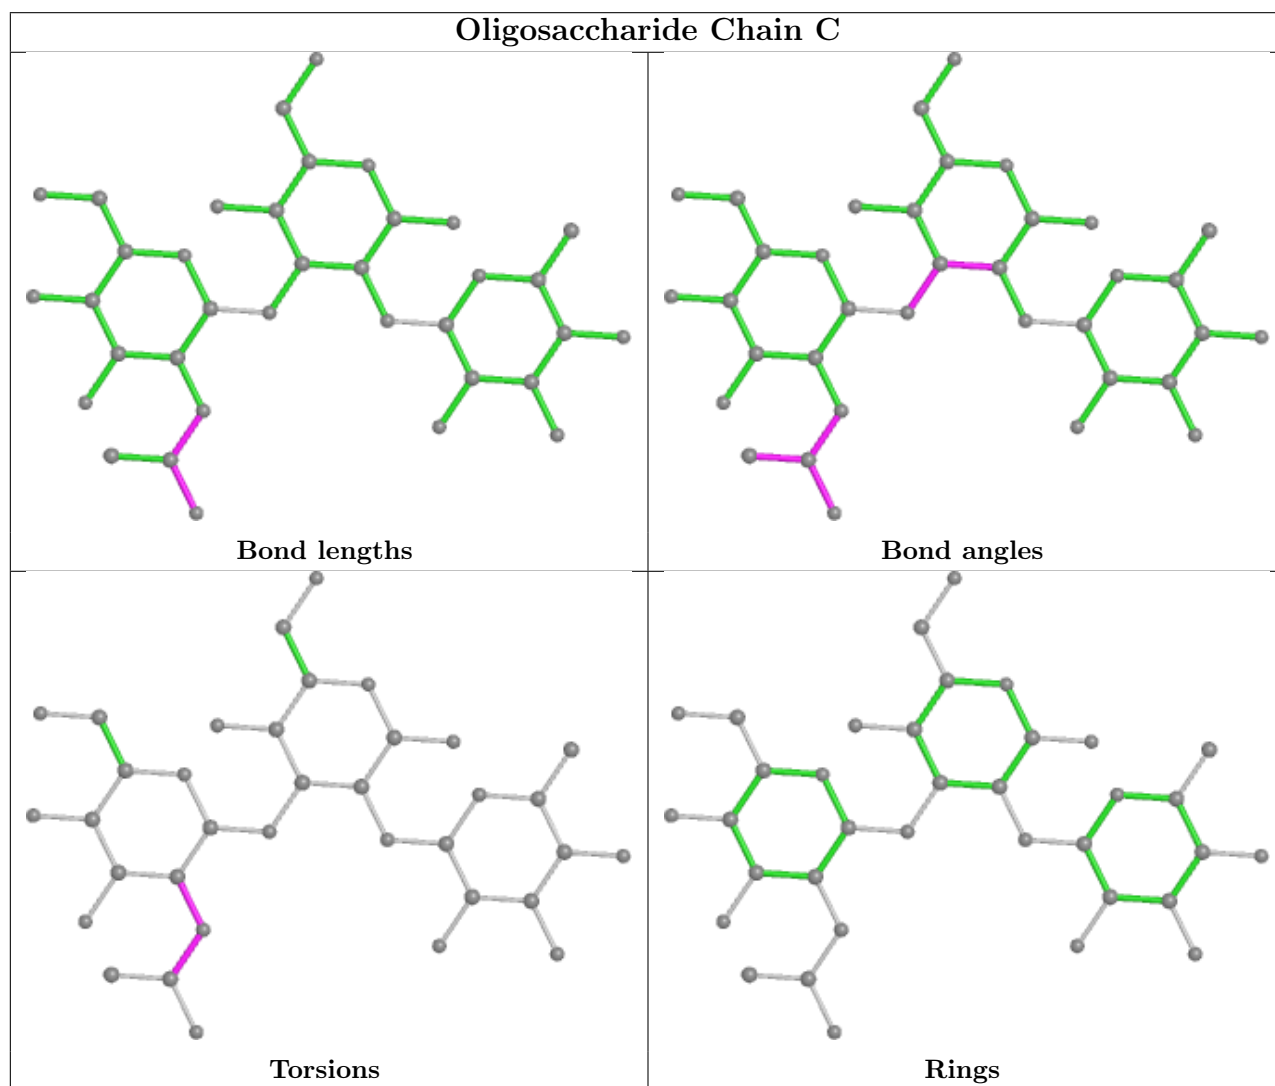 Oligosaccharide Chain C
Bond lengths
Bond angles
Torsions
Rings